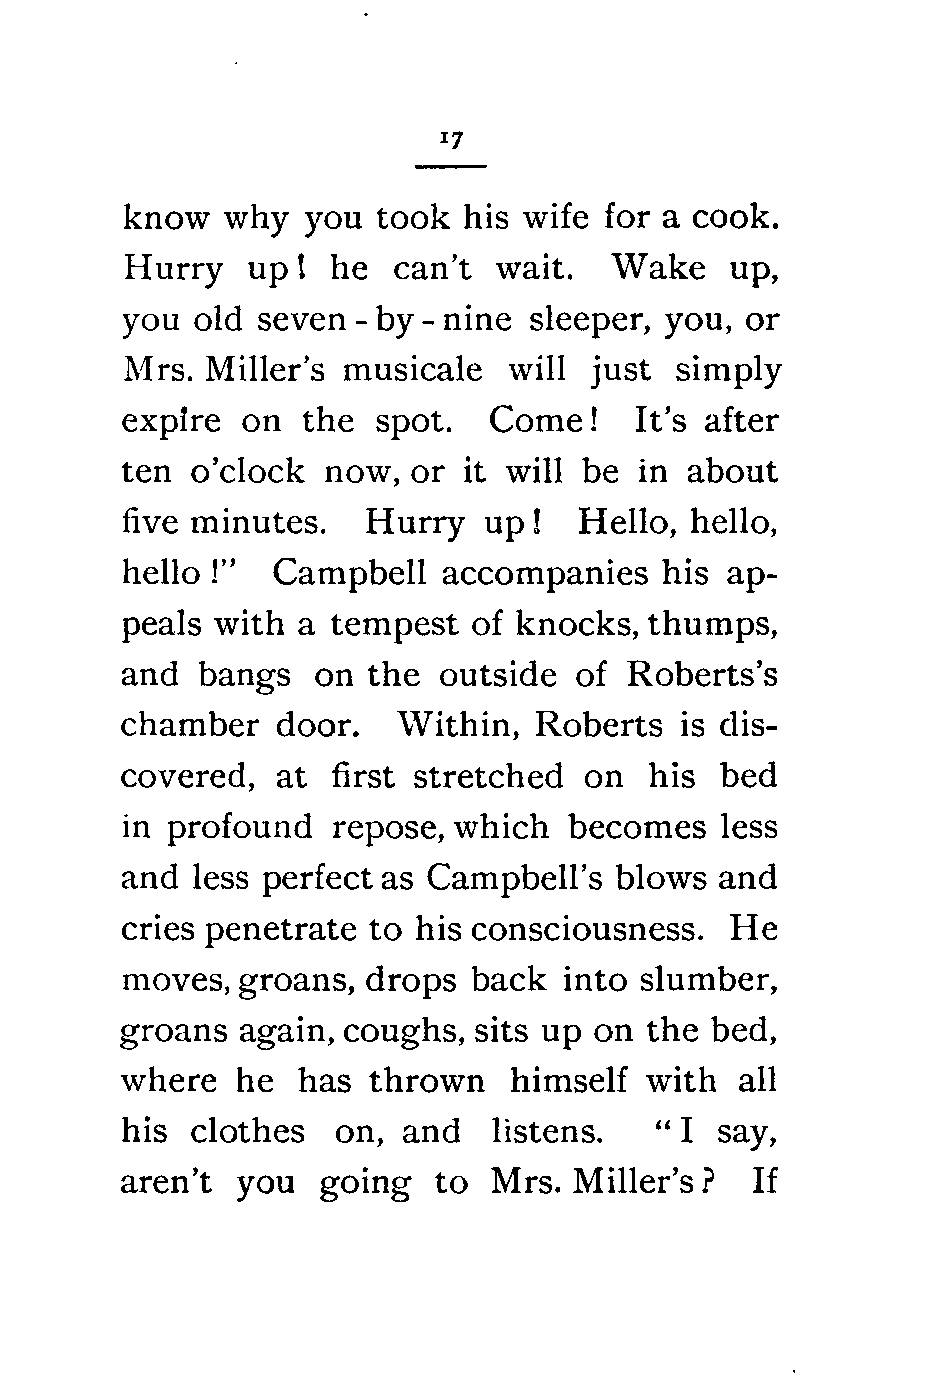 17
know why you took his wife for a cook.
Hurry up! he can't wait. Wake up,
you old seven-by-nine sleeper, you, or
Mrs. Miller's musicale will just simply
expire on the spot. Come! It's after
ten o'clock now, or it will be in about
five minutes. Hurry up! Hello, hello,
hello!" Campbell accompanies his ap-
peals with a tempest of knocks, thumps,
and bangs on the outside of Roberts's
chamber door. Within, Roberts is dis-
covered, at first stretched on his bed
in profound repose, which becomes less
and less perfect as Campbell's blows and
cries penetrate to his consciousness. He
moves, groans, drops back into slumber,
groans again, coughs, sits up on the bed,
where he has thrown himself with all
his clothes on, and listens. "I say,
aren't you going to Mrs. Miller's? If